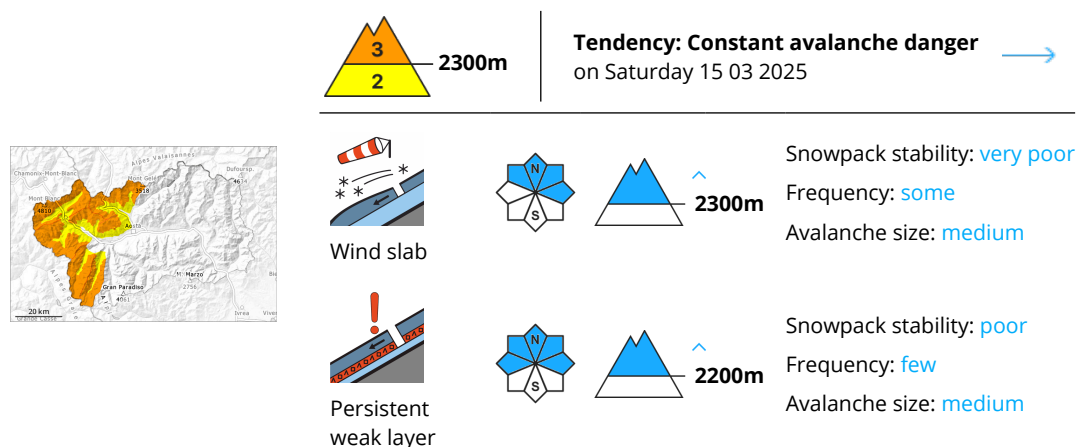 3
2
2300m
Tendency: Constant avalanche danger
on Saturday 15 03 2025
Alpes Valaisannes
Dufoursp.
Chamonix-Mont-Blanc
Mont Gelé
4634
3518
Mont Blanc
4810
Aosta
M. Marzo
2756
Gran Paradiso
4061
20 km
Ivrea
Grande Casse
N
S
2300m
Snowpack stability: very poor
Frequency: some
Avalanche size: medium
Wind slab
N
S
2200m
Snowpack stability: poor
Frequency: few
Avalanche size: medium
Persistent
weak layer